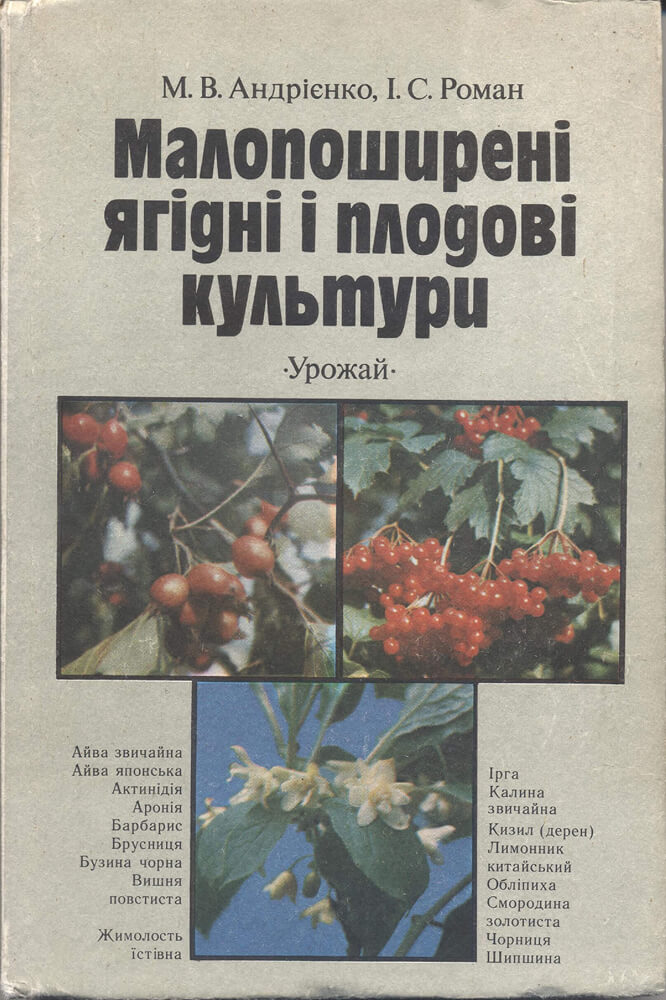 М. В. Андрієнко, І. С. Роман
Малопоширені
ягідні і плодові
культури
·Урожай·
Айва звичайна
Айва японська
Актинідія
Аронія
Барбарис
Брусниця
Бузина чорна
Вишня
повстиста
Жимолость
їстівна
Ірга
Калина
звичайна
Кизил (дерен)
Лимонник
китайський
Обліпиха
Смородина
золотиста
Чорниця
Шипшина